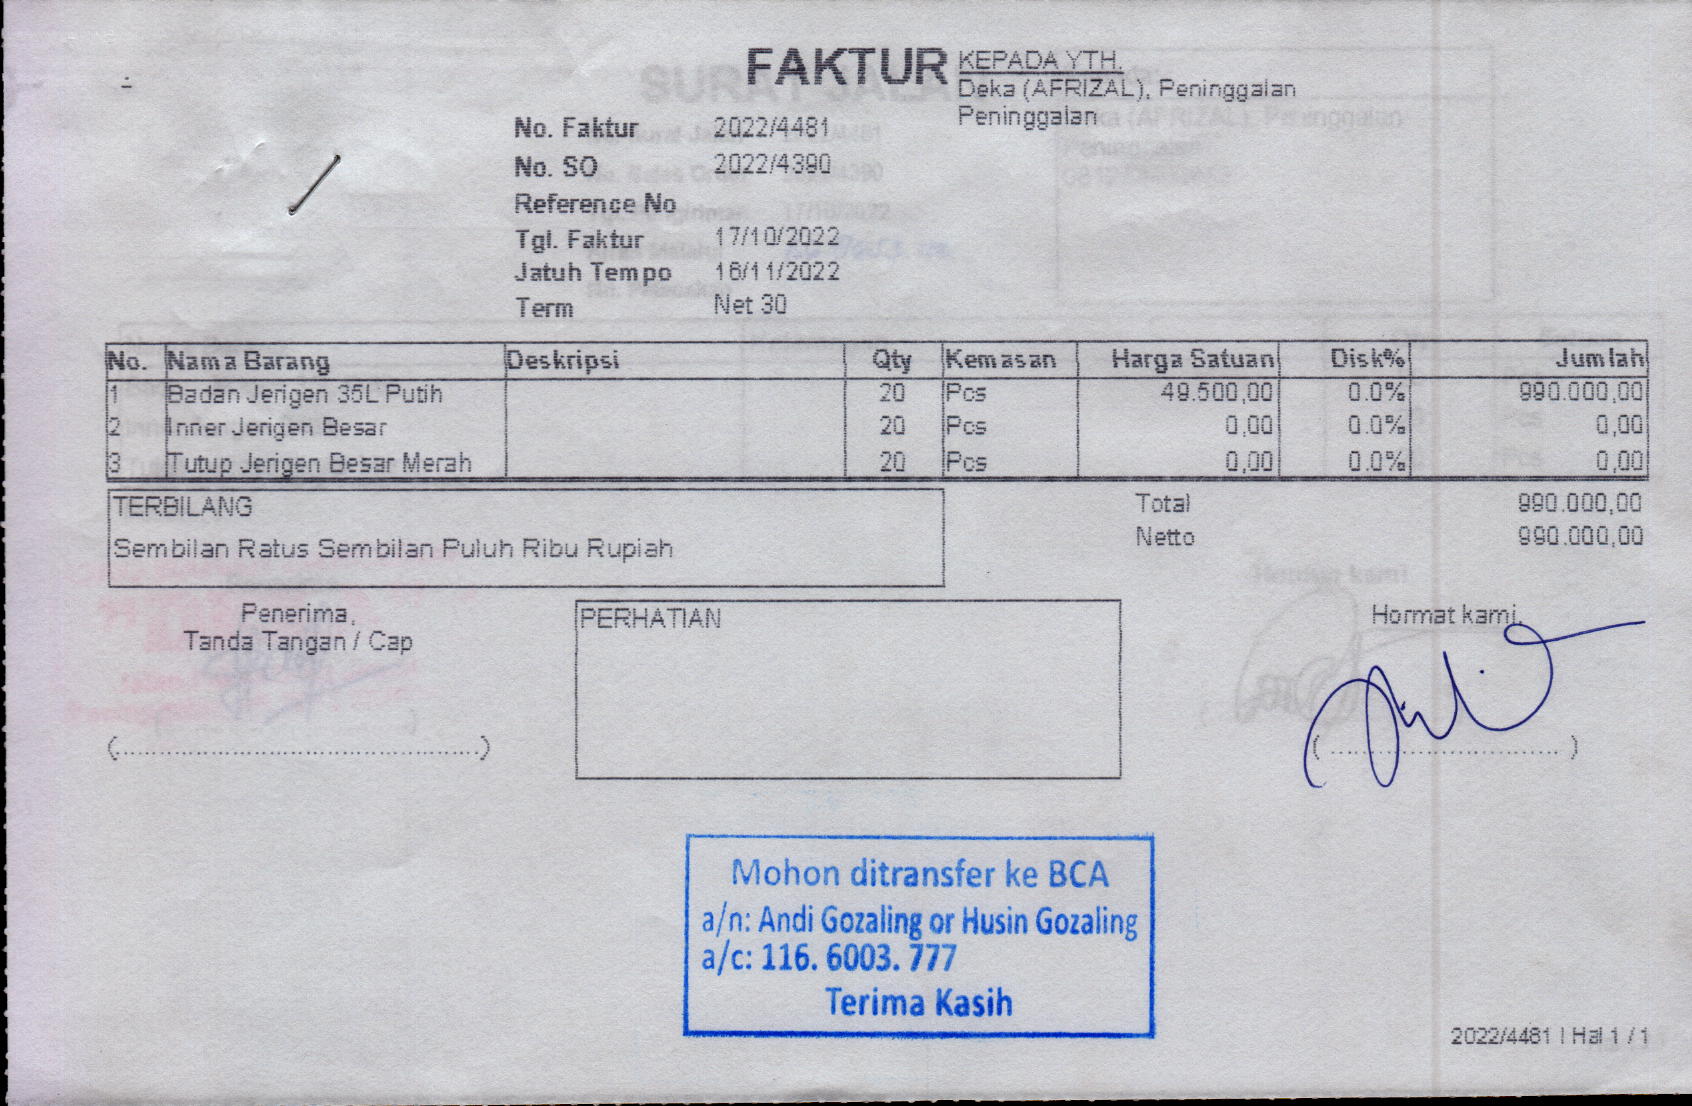 FAKTUR
KEPADA YTH.
Deka (AFRIZAL), Peninggalan
Peninggalan
No. Faktur 2022/4481
No. SO 2022/4390
Reference No
Tgl. Faktur 17/10/2022
Jatuh Tempo 16/11/2022
Term Net 30
No. Nama Barang Deskripsi Qty Kemasan Harga Satuan Disk% Jumlah
1 Badan Jerigen 35L Putih 20 Pcs 49.500,00 0.0% 990.000,00
2 Inner Jerigen Besar 20 Pcs 0,00 0.0% 0,00
3 Tutup Jerigen Besar Merah 20 Pcs 0,00 0.0% 0,00
TERBILANG
Sembilan Ratus Sembilan Puluh Ribu Rupiah
Total 990.000,00
Netto 990.000,00
Penerima,
Tanda Tangan / Cap
PERHATIAN
Hormat kami,
(................................................)
(................................)
Mohon ditransfer ke BCA
a/n: Andi Gozaling or Husin Gozaling
a/c: 116. 6003. 777
Terima Kasih
2022/4481 | Hal 1 / 1